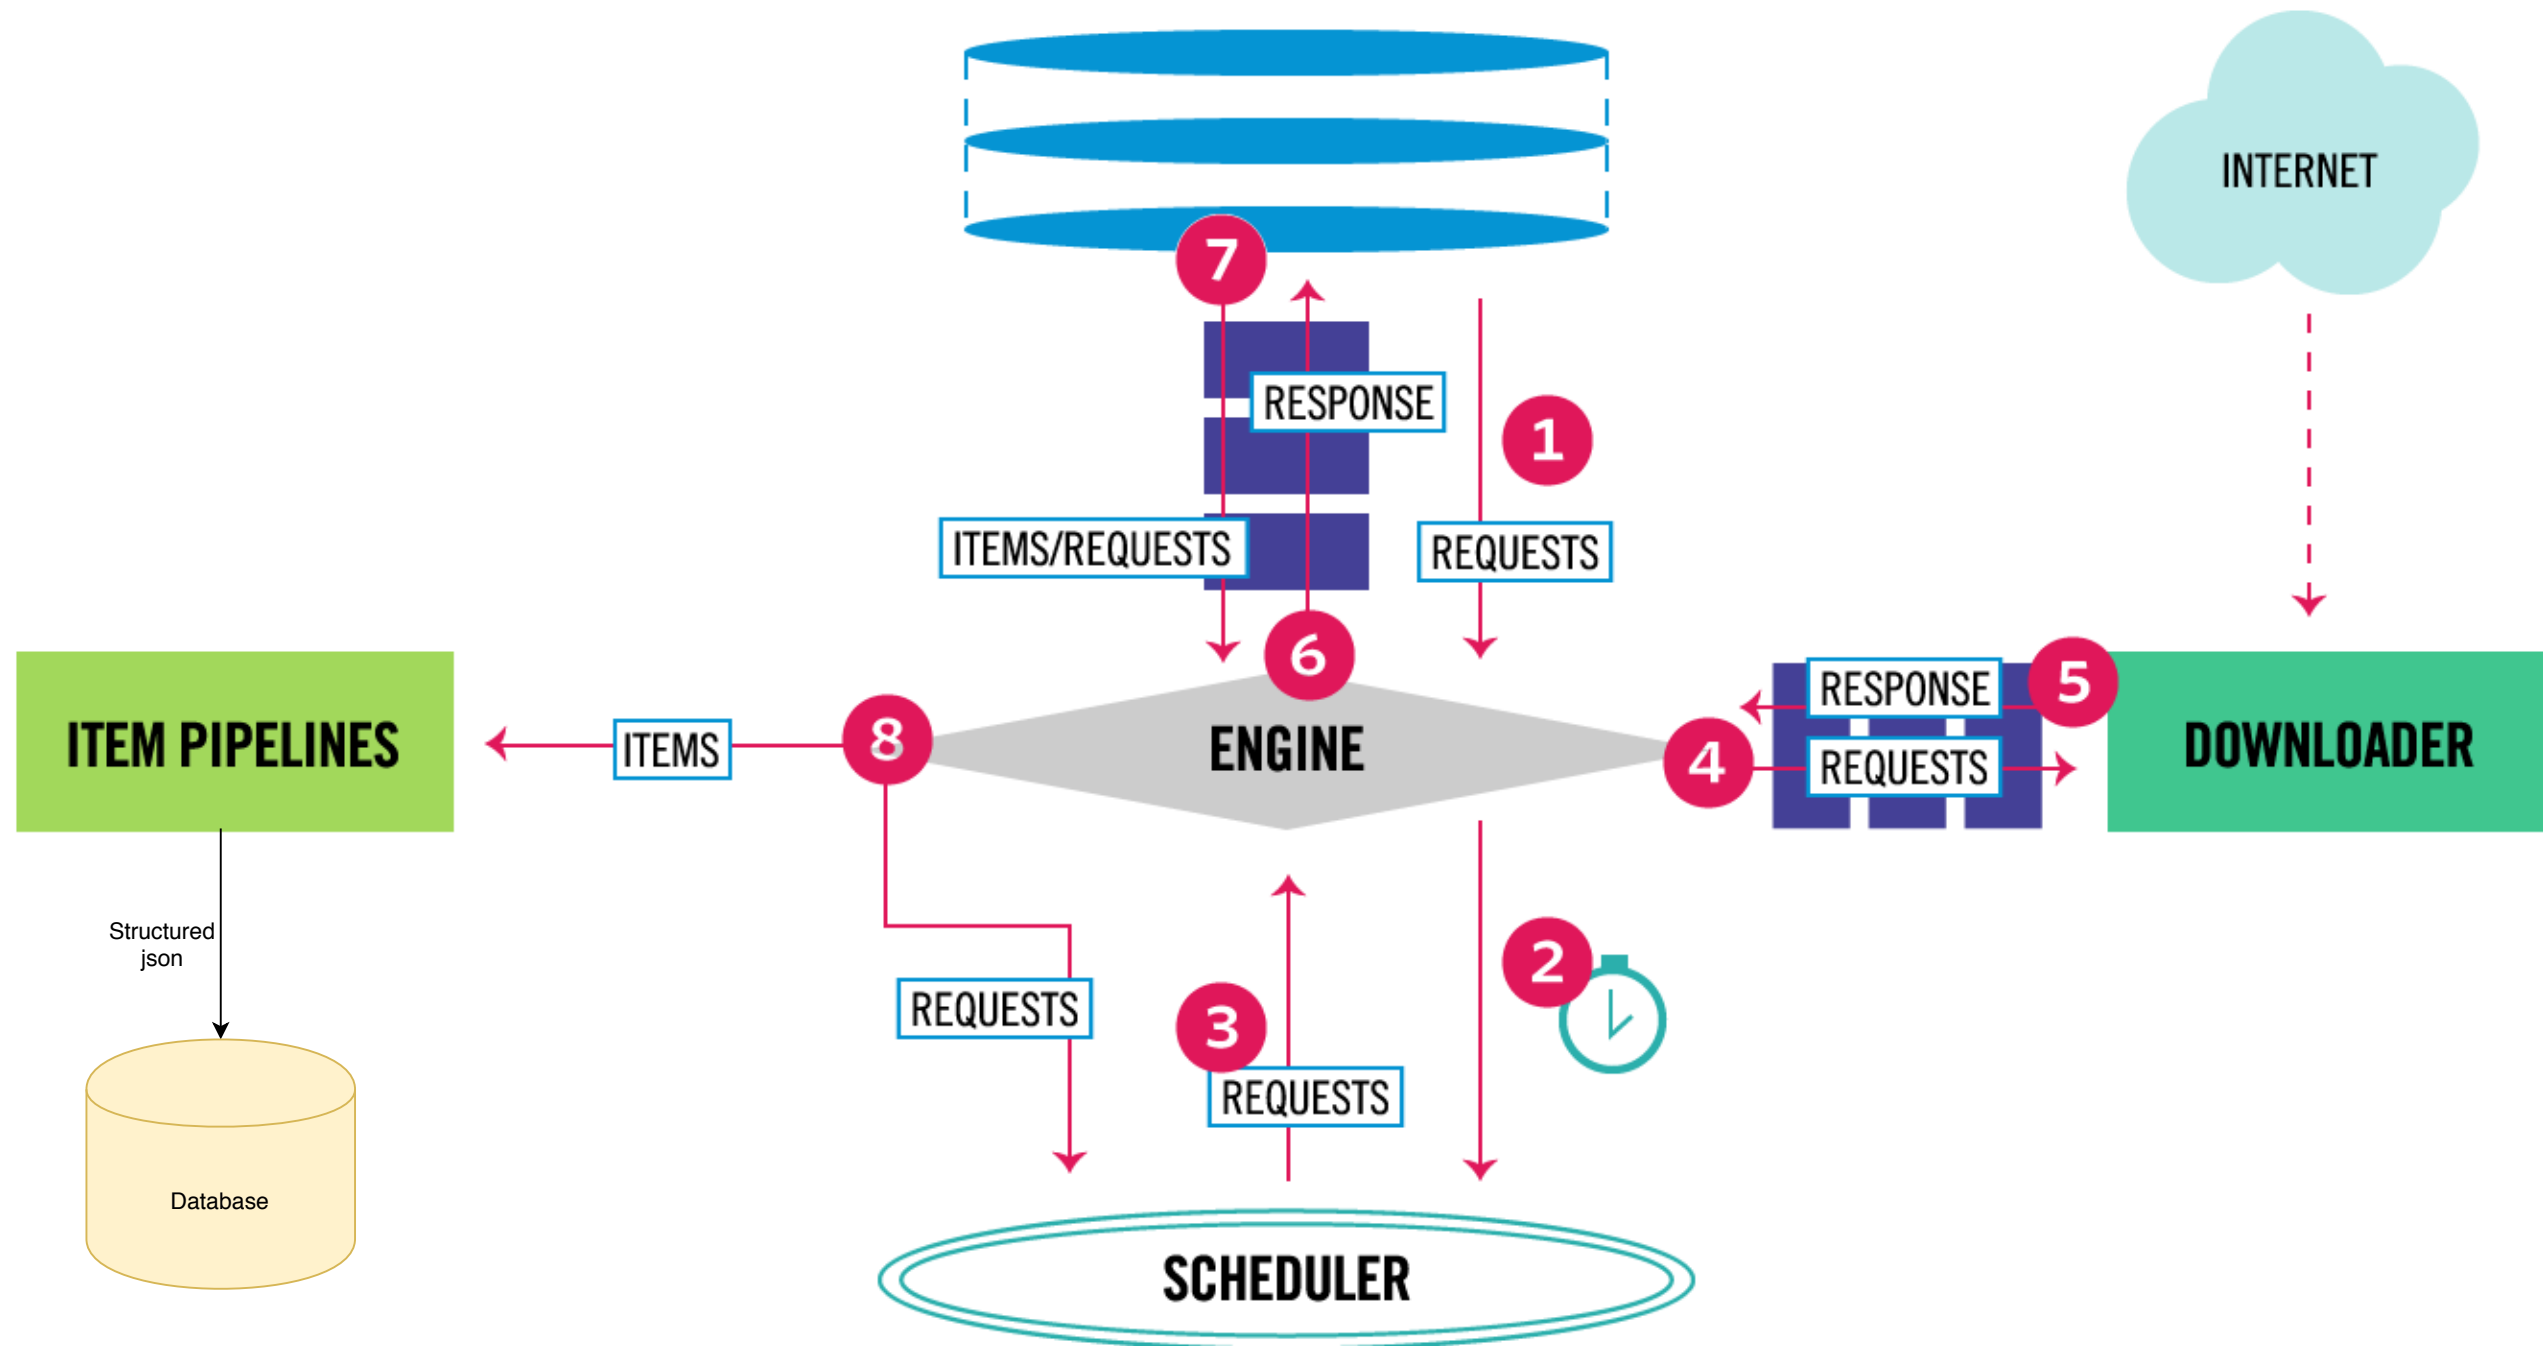 INTERNET
7
RESPONSE
1
ITEMS/REQUESTS
REQUESTS
6
ITEM PIPELINES
ITEMS
8
ENGINE
4
RESPONSE
REQUESTS
5
DOWNLOADER
Structured
json
REQUESTS
3
REQUESTS
2
Database
SCHEDULER